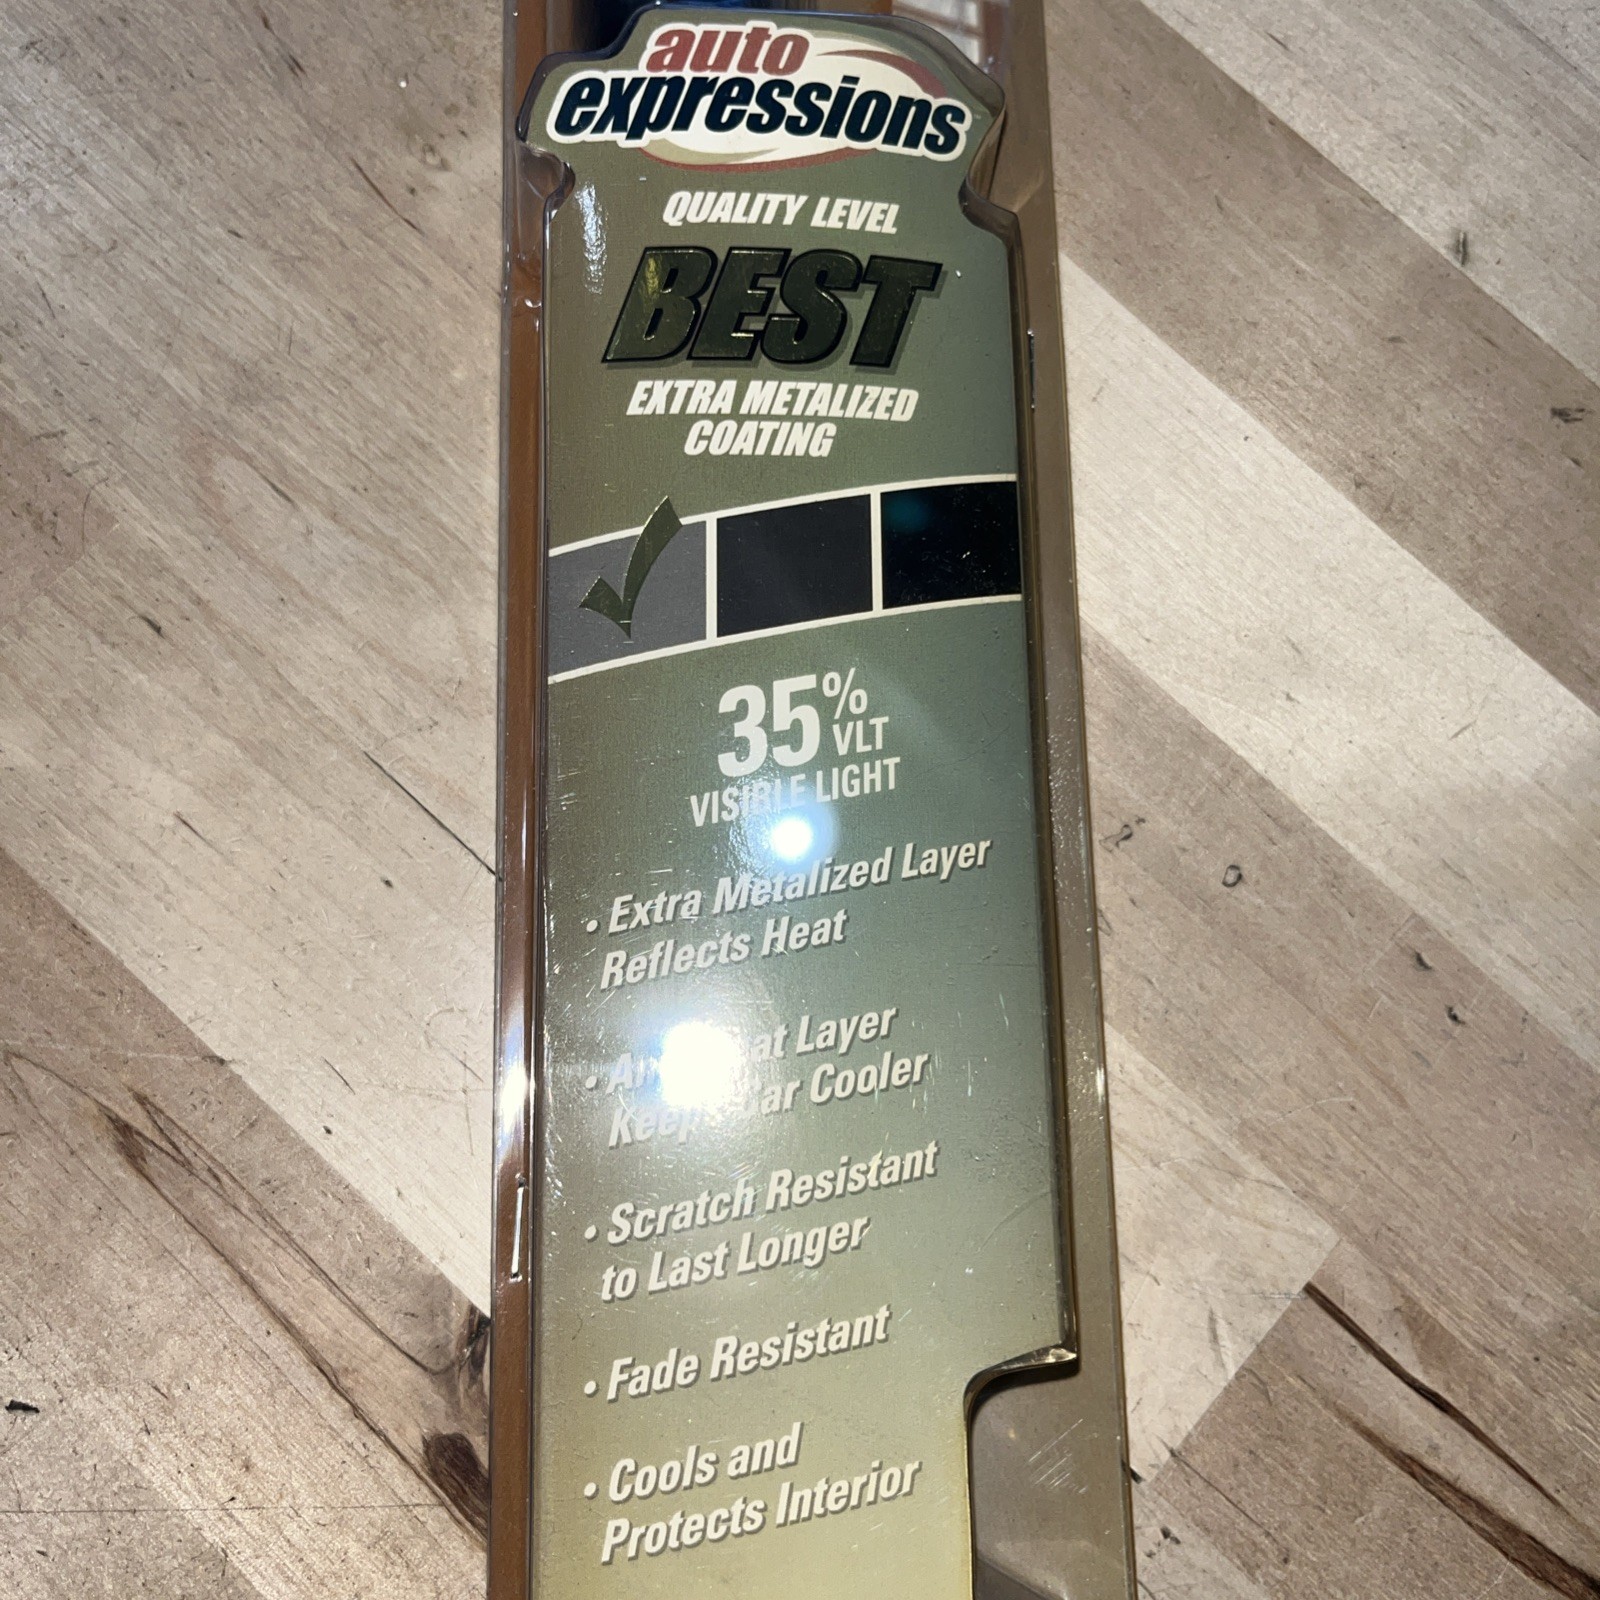 auto
expressions
QUALITY LEVEL
BEST
EXTRA METALIZED
COATING
35%
VLT
VISIBLE LIGHT
• Extra Metalized Layer
Reflects Heat
• Layer
Cooler
• Scratch Resistant
to Last Longer
• Fade Resistant
• Cools and
Protects Interior